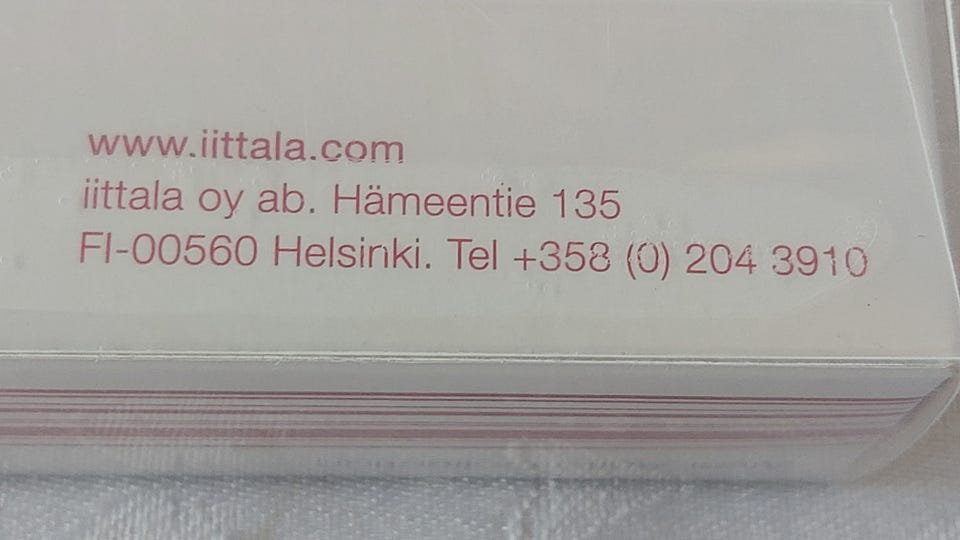 www.iittala.com
iittala oy ab. Hämeentie 135
FI-00560 Helsinki. Tel +358 (0) 204 3910